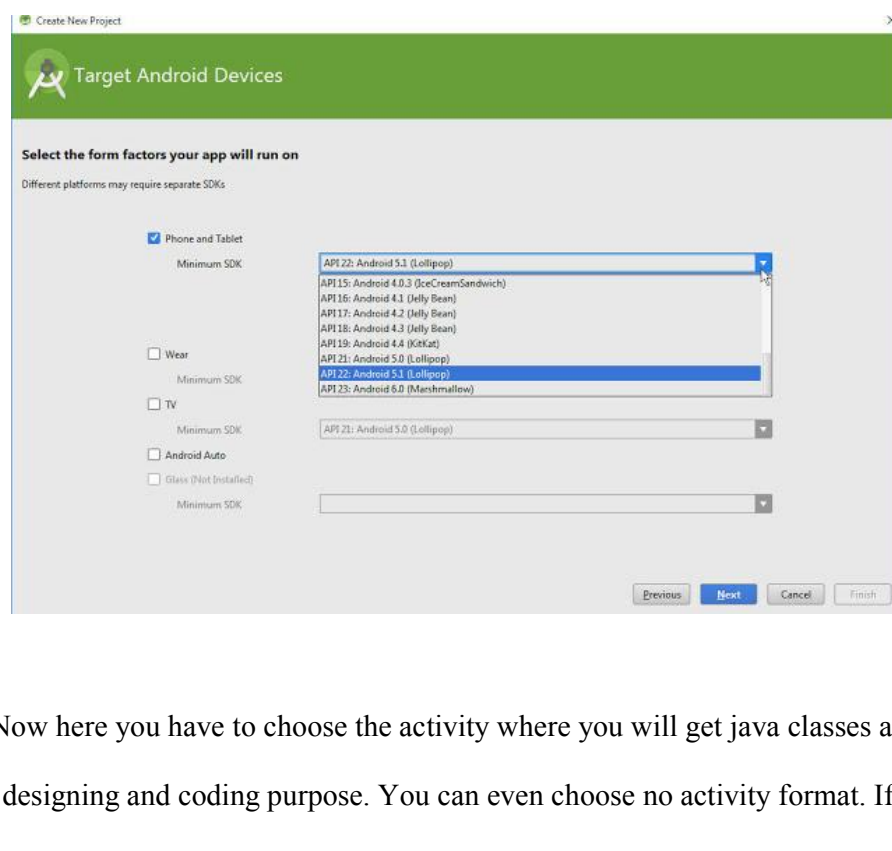 Create New Project
Target Android Devices
Select the form factors your app will run on
Different platforms may require separate SDKs
Phone and Tablet
Minimum SDK
API 22: Android 5.1 (Lollipop)
API 15: Android 4.0.3 (IceCreamSandwich)
API 16: Android 4.1 (Jelly Bean)
API 17: Android 4.2 (Jelly Bean)
API 18: Android 4.3 (Jelly Bean)
API 19: Android 4.4 (KitKat)
API 21: Android 5.0 (Lollipop)
API 22: Android 5.1 (Lollipop)
API 23: Android 6.0 (Marshmallow)
Wear
Minimum SDK
TV
Minimum SDK
API 21: Android 5.0 (Lollipop)
Android Auto
Glass (Not Installed)
Minimum SDK
Previous
Next
Cancel
Finish
Now here you have to choose the activity where you will get java classes a
designing and coding purpose. You can even choose no activity format. If